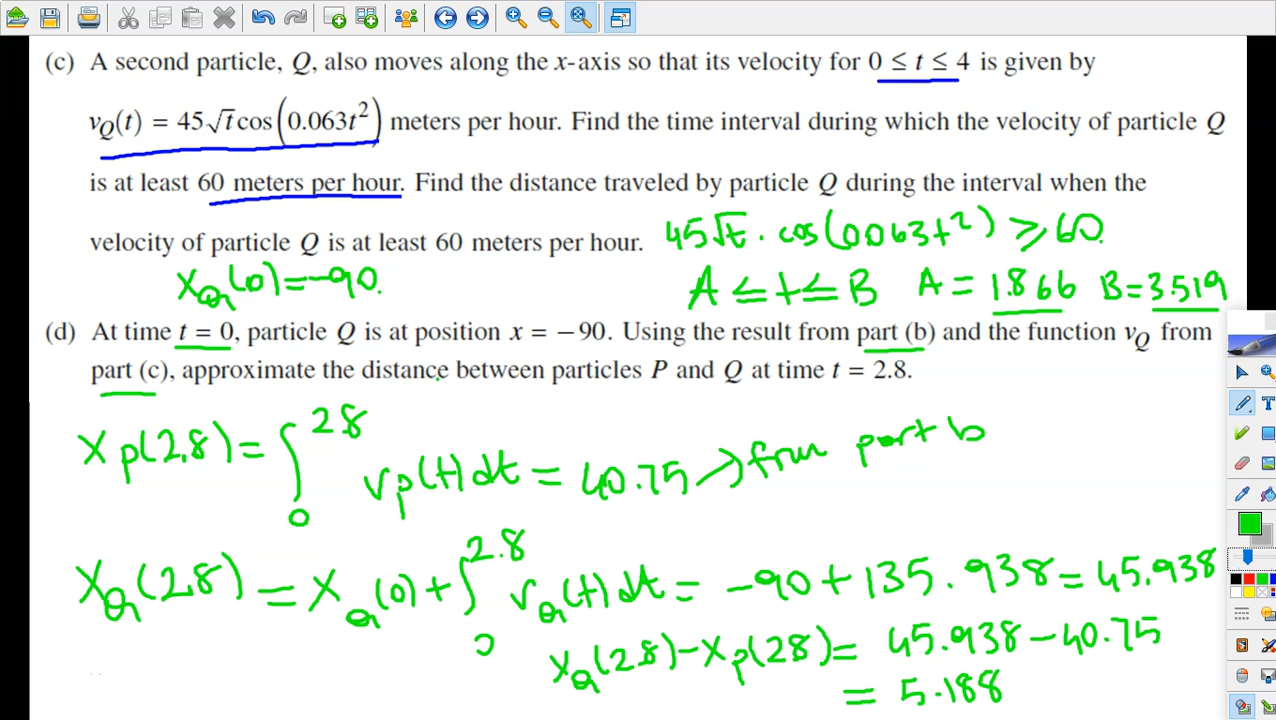 (c) A second particle, Q, also moves along the x-axis so that its velocity for 0 ≤ t ≤ 4 is given by
v_Q(t) = 45√t cos(0.063t²) meters per hour. Find the time interval during which the velocity of particle Q
is at least 60 meters per hour. Find the distance traveled by particle Q during the interval when the
velocity of particle Q is at least 60 meters per hour. 45√t · cos(0063t²) ≥ 60.
x_Q(0) = -90. A ≤ t ≤ B A = 1.866 B = 3.519
(d) At time t = 0, particle Q is at position x = −90. Using the result from part (b) and the function v_Q from
part (c), approximate the distance between particles P and Q at time t = 2.8.
x_p(2.8) = ∫_0^2.8 v_p(t)dt = 40.75 → from part b
x_Q(2.8) = x_Q(0) + ∫_0^2.8 v_Q(t)dt = -90 + 135.938 = 45.938
x_Q(2.8) - x_p(28) = 45.938 - 40.75
= 5.188